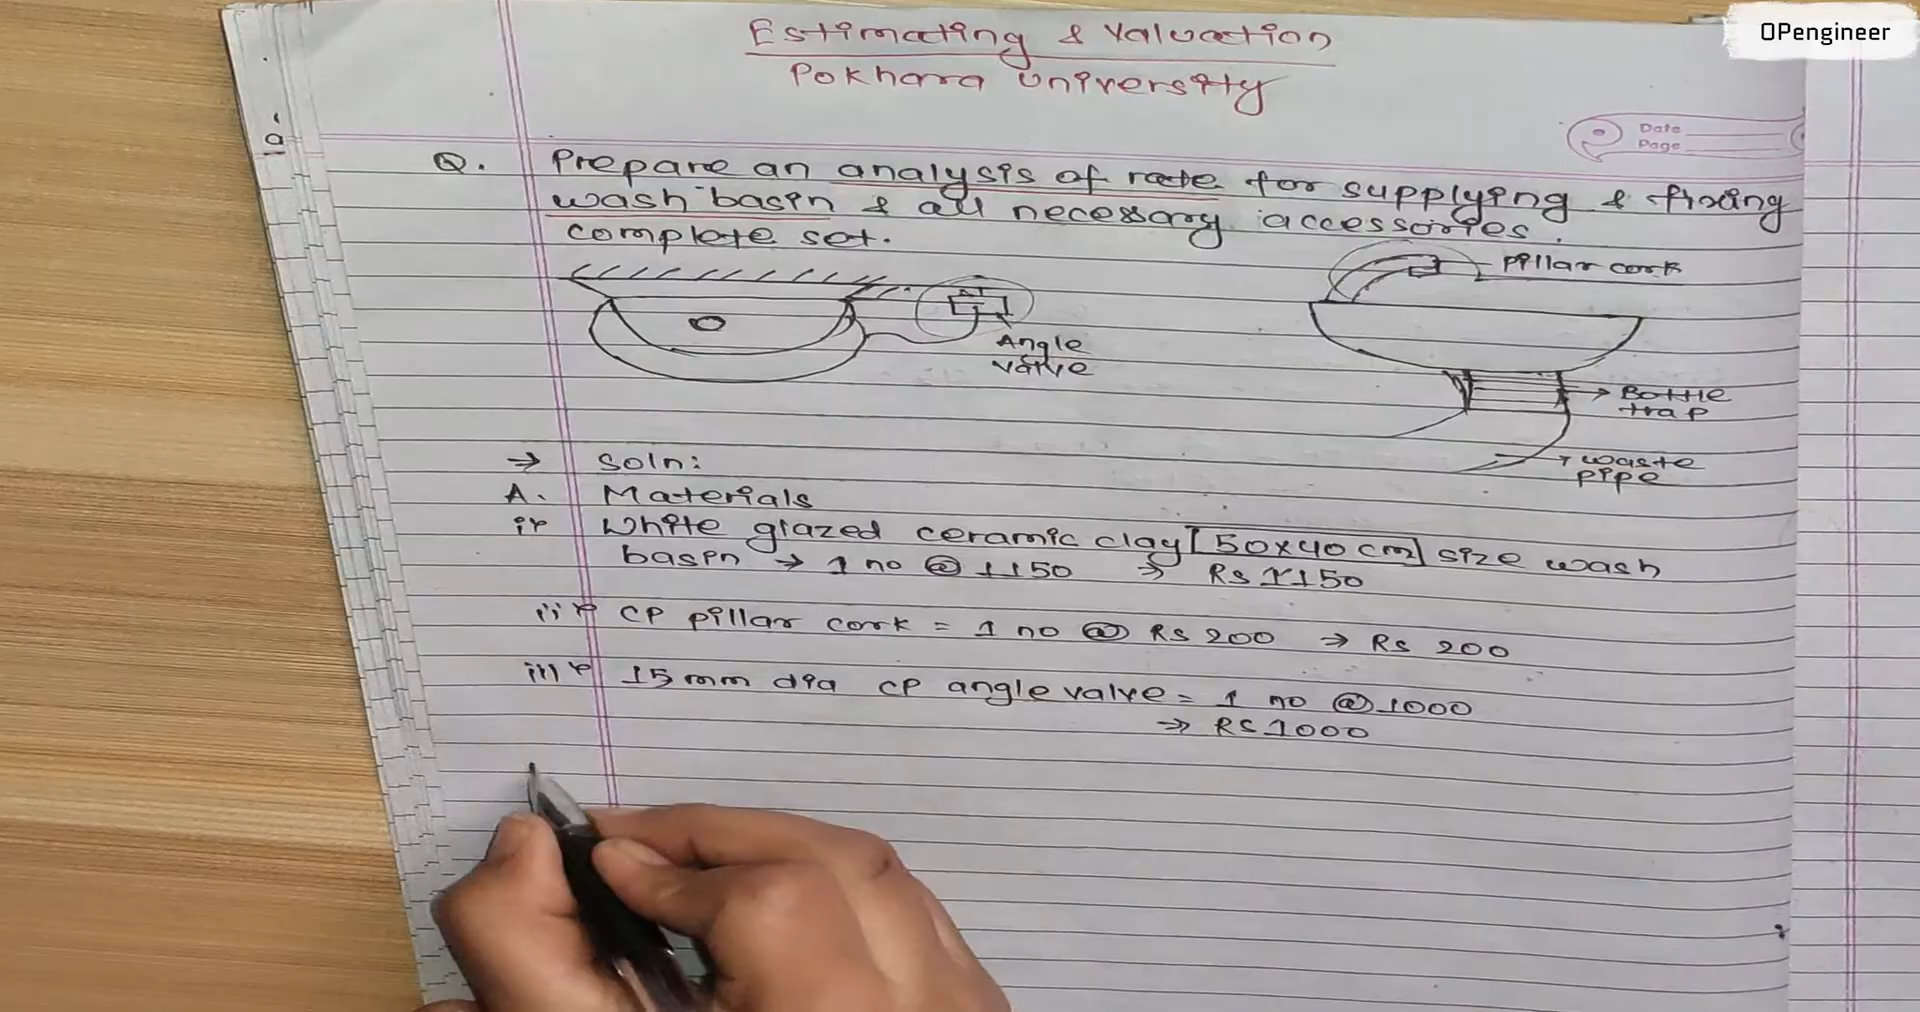 OPengineer
Estimating & Valuation
Pokhara University
Date
Page
Q. Prepare an analysis of rate for supplying & fixing
wash basin & all necessary accessories.
complete set.
Pillar cork
Angle
valve
Bottle
trap
waste
pipe
→ Soln:
A. Materials
i> White glazed ceramic clay [50x40 cm] size wash
basin → 1 no @ 1150 → Rs 1150
ii> CP pillar cork = 1 no @ Rs 200 → Rs 200
iii> 15mm dia CP angle valve = 1 no @ 1000
→ Rs 1000